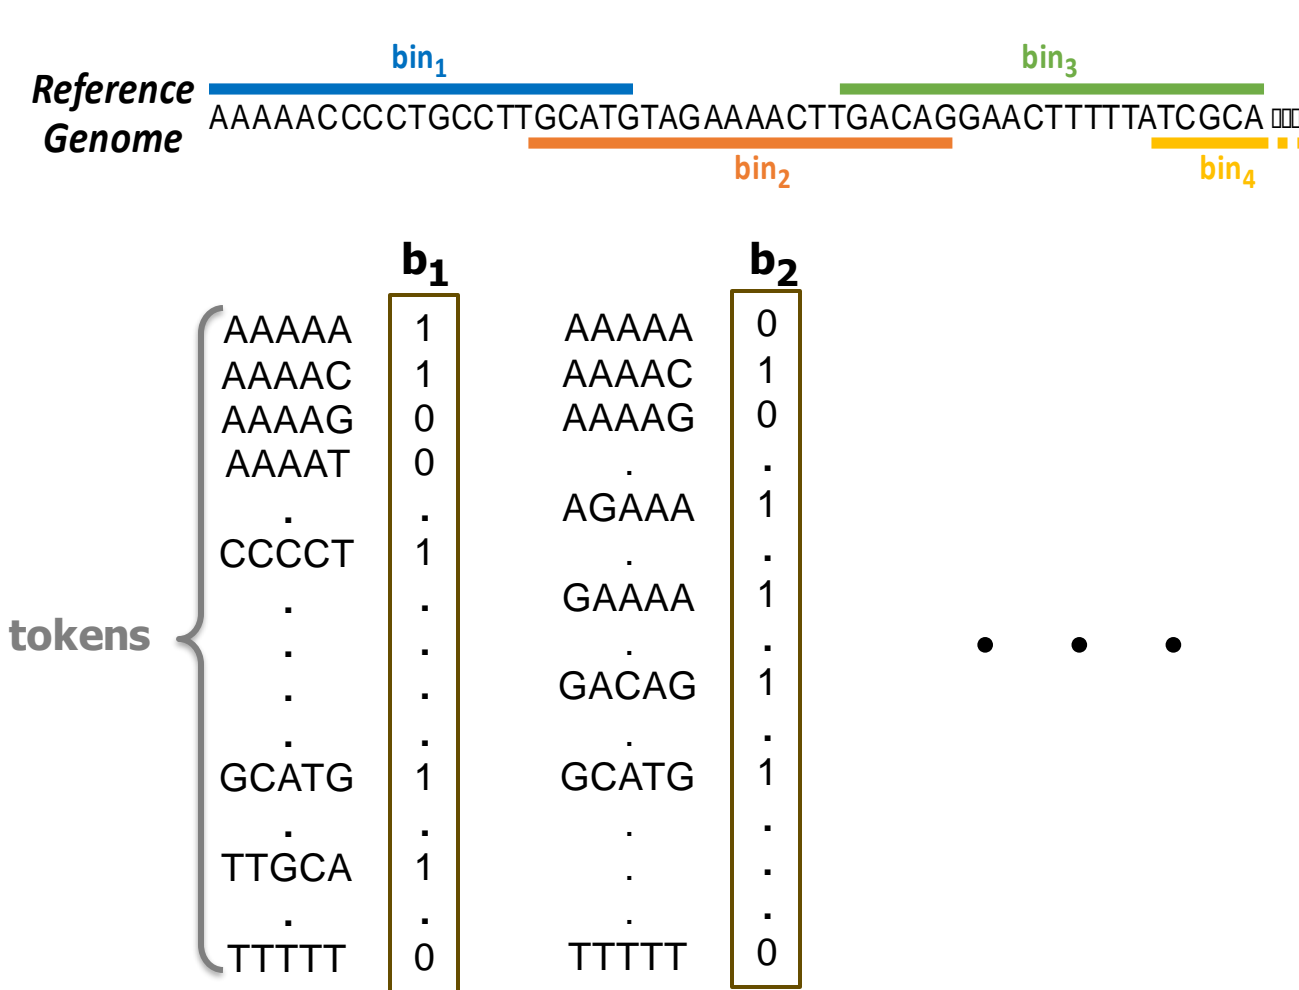 bin1 bin3
Reference
Genome
AAAAACCCCTGCCTTGCATGTAGAAAACTTGACAGGAACTTTTTATCGCA
bin2 bin4
b1 b2
AAAAA 1 AAAAA 0
AAAAC 1 AAAAC 1
AAAAG 0 AAAAG 0
AAAAT 0 . .
. . AGAAA 1
CCCCT 1 . .
. . GAAAA 1
tokens
. . . . • • •
. . GACAG 1
. . . .
GCATG 1 GCATG 1
. . . .
TTGCA 1 . .
. . . .
TTTTT 0 TTTTT 0